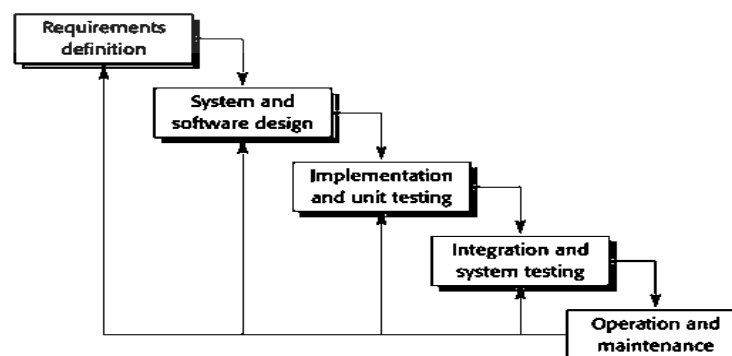 Requirements
definition
System and
software design
Implementation
and unit testing
Integration and
system testing
Operation and
maintenance